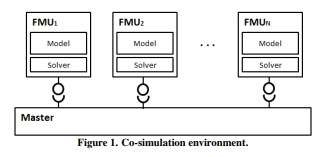 FMU1 FMU2 FMUN
Model Model . . . Model
Solver Solver Solver
Master
Figure 1. Co-simulation environment.